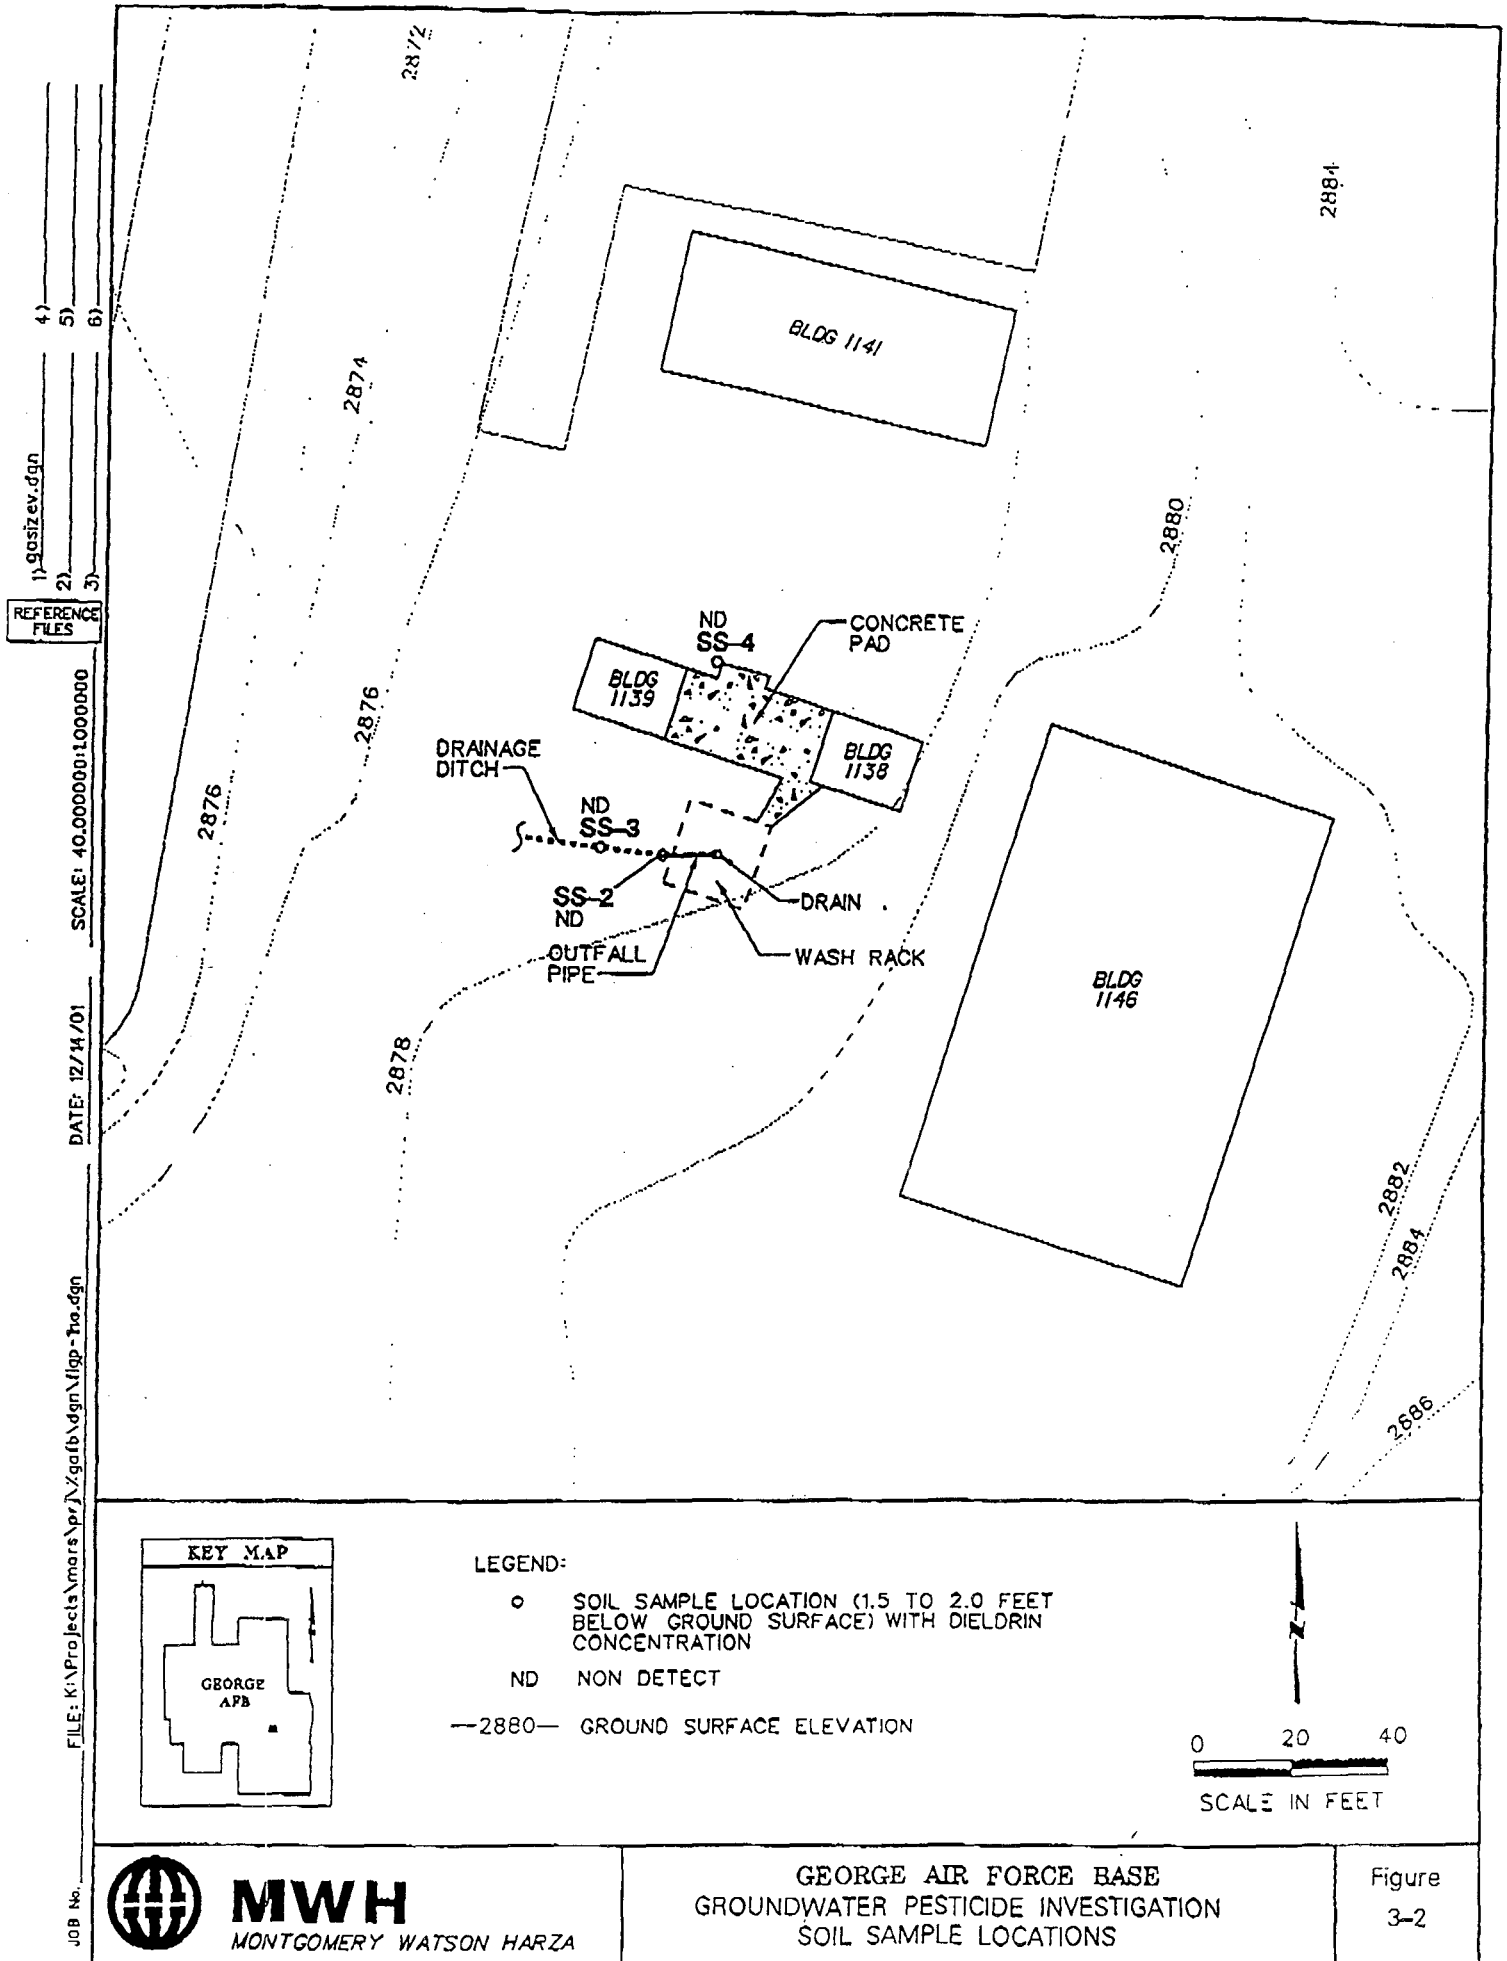 2872
2884
BLDG 1141
2874
2880
ND
SS-4
CONCRETE
PAD
BLDG
1139
2876
DRAINAGE
DITCH
BLDG
1138
2876
ND
SS-3
SS-2
ND
DRAIN
OUTFALL
PIPE
WASH RACK
BLDG
1146
2878
2882
2884
2886
4)
5)
6)
1) gasizev.dgn
2)
3)
REFERENCE
FILES
SCALE: 40.000000:1.000000
DATE: 12/14/01
JOB No.
KEY MAP
GEORGE
AFB
LEGEND:
SOIL SAMPLE LOCATION (1.5 TO 2.0 FEET
BELOW GROUND SURFACE) WITH DIELDRIN
CONCENTRATION
ND NON DETECT
—2880— GROUND SURFACE ELEVATION
N
0 20 40
SCALE IN FEET
MWH
MONTGOMERY WATSON HARZA
GEORGE AIR FORCE BASE
GROUNDWATER PESTICIDE INVESTIGATION
SOIL SAMPLE LOCATIONS
Figure
3-2